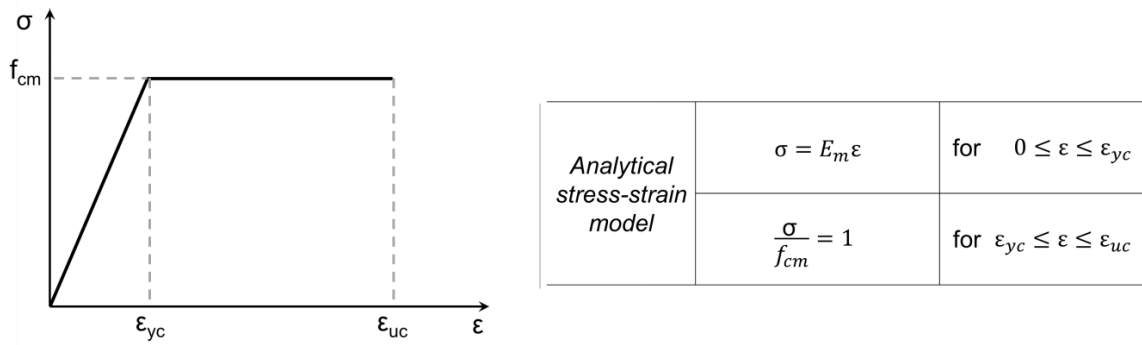 σ
f_cm
ε_yc
ε_uc
ε
Analytical
stress-strain
model
σ = E_m ε
for 0 ≤ ε ≤ ε_yc
σ/f_cm = 1
for ε_yc ≤ ε ≤ ε_uc